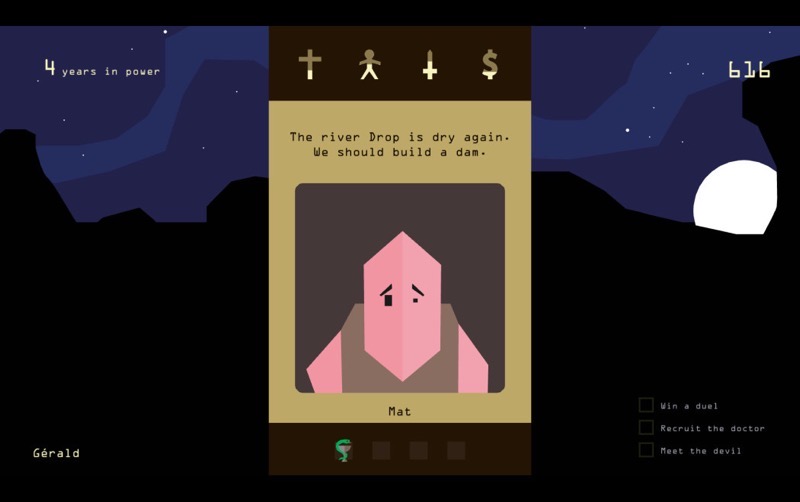 4 years in power
616
The river Drop is dry again.
We should build a dam.
Mat
Gérald
Win a duel
Recruit the doctor
Meet the devil